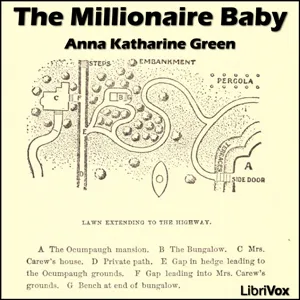 The Millionaire Baby
Anna Katharine Green
STEPS
EMBANKMENT
PERGOLA
C
B
G
F
E
D
TERRACES
A
SIDE DOOR
LAWN EXTENDING TO THE HIGHWAY.
A The Ocumpaugh mansion. B The Bungalow. C Mrs.
Carew's house. D Private path. E Gap in hedge leading to
the Ocumpaugh grounds. F Gap leading into Mrs. Carew's
grounds. G Bench at end of bungalow.
LibriVox